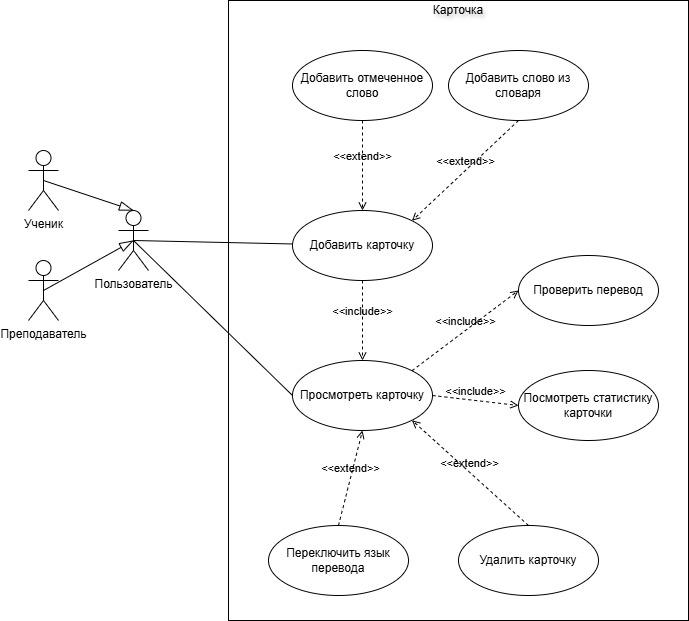 Карточка
Добавить отмеченное
слово
Добавить слово из
словаря
<<extend>>
<<extend>>
Ученик
Добавить карточку
Пользователь
Преподаватель
Проверить перевод
<<include>>
<<include>>
Просмотреть карточку
<<include>>
Посмотреть статистику
карточки
<<extend>>
<<extend>>
Переключить язык
перевода
Удалить карточку